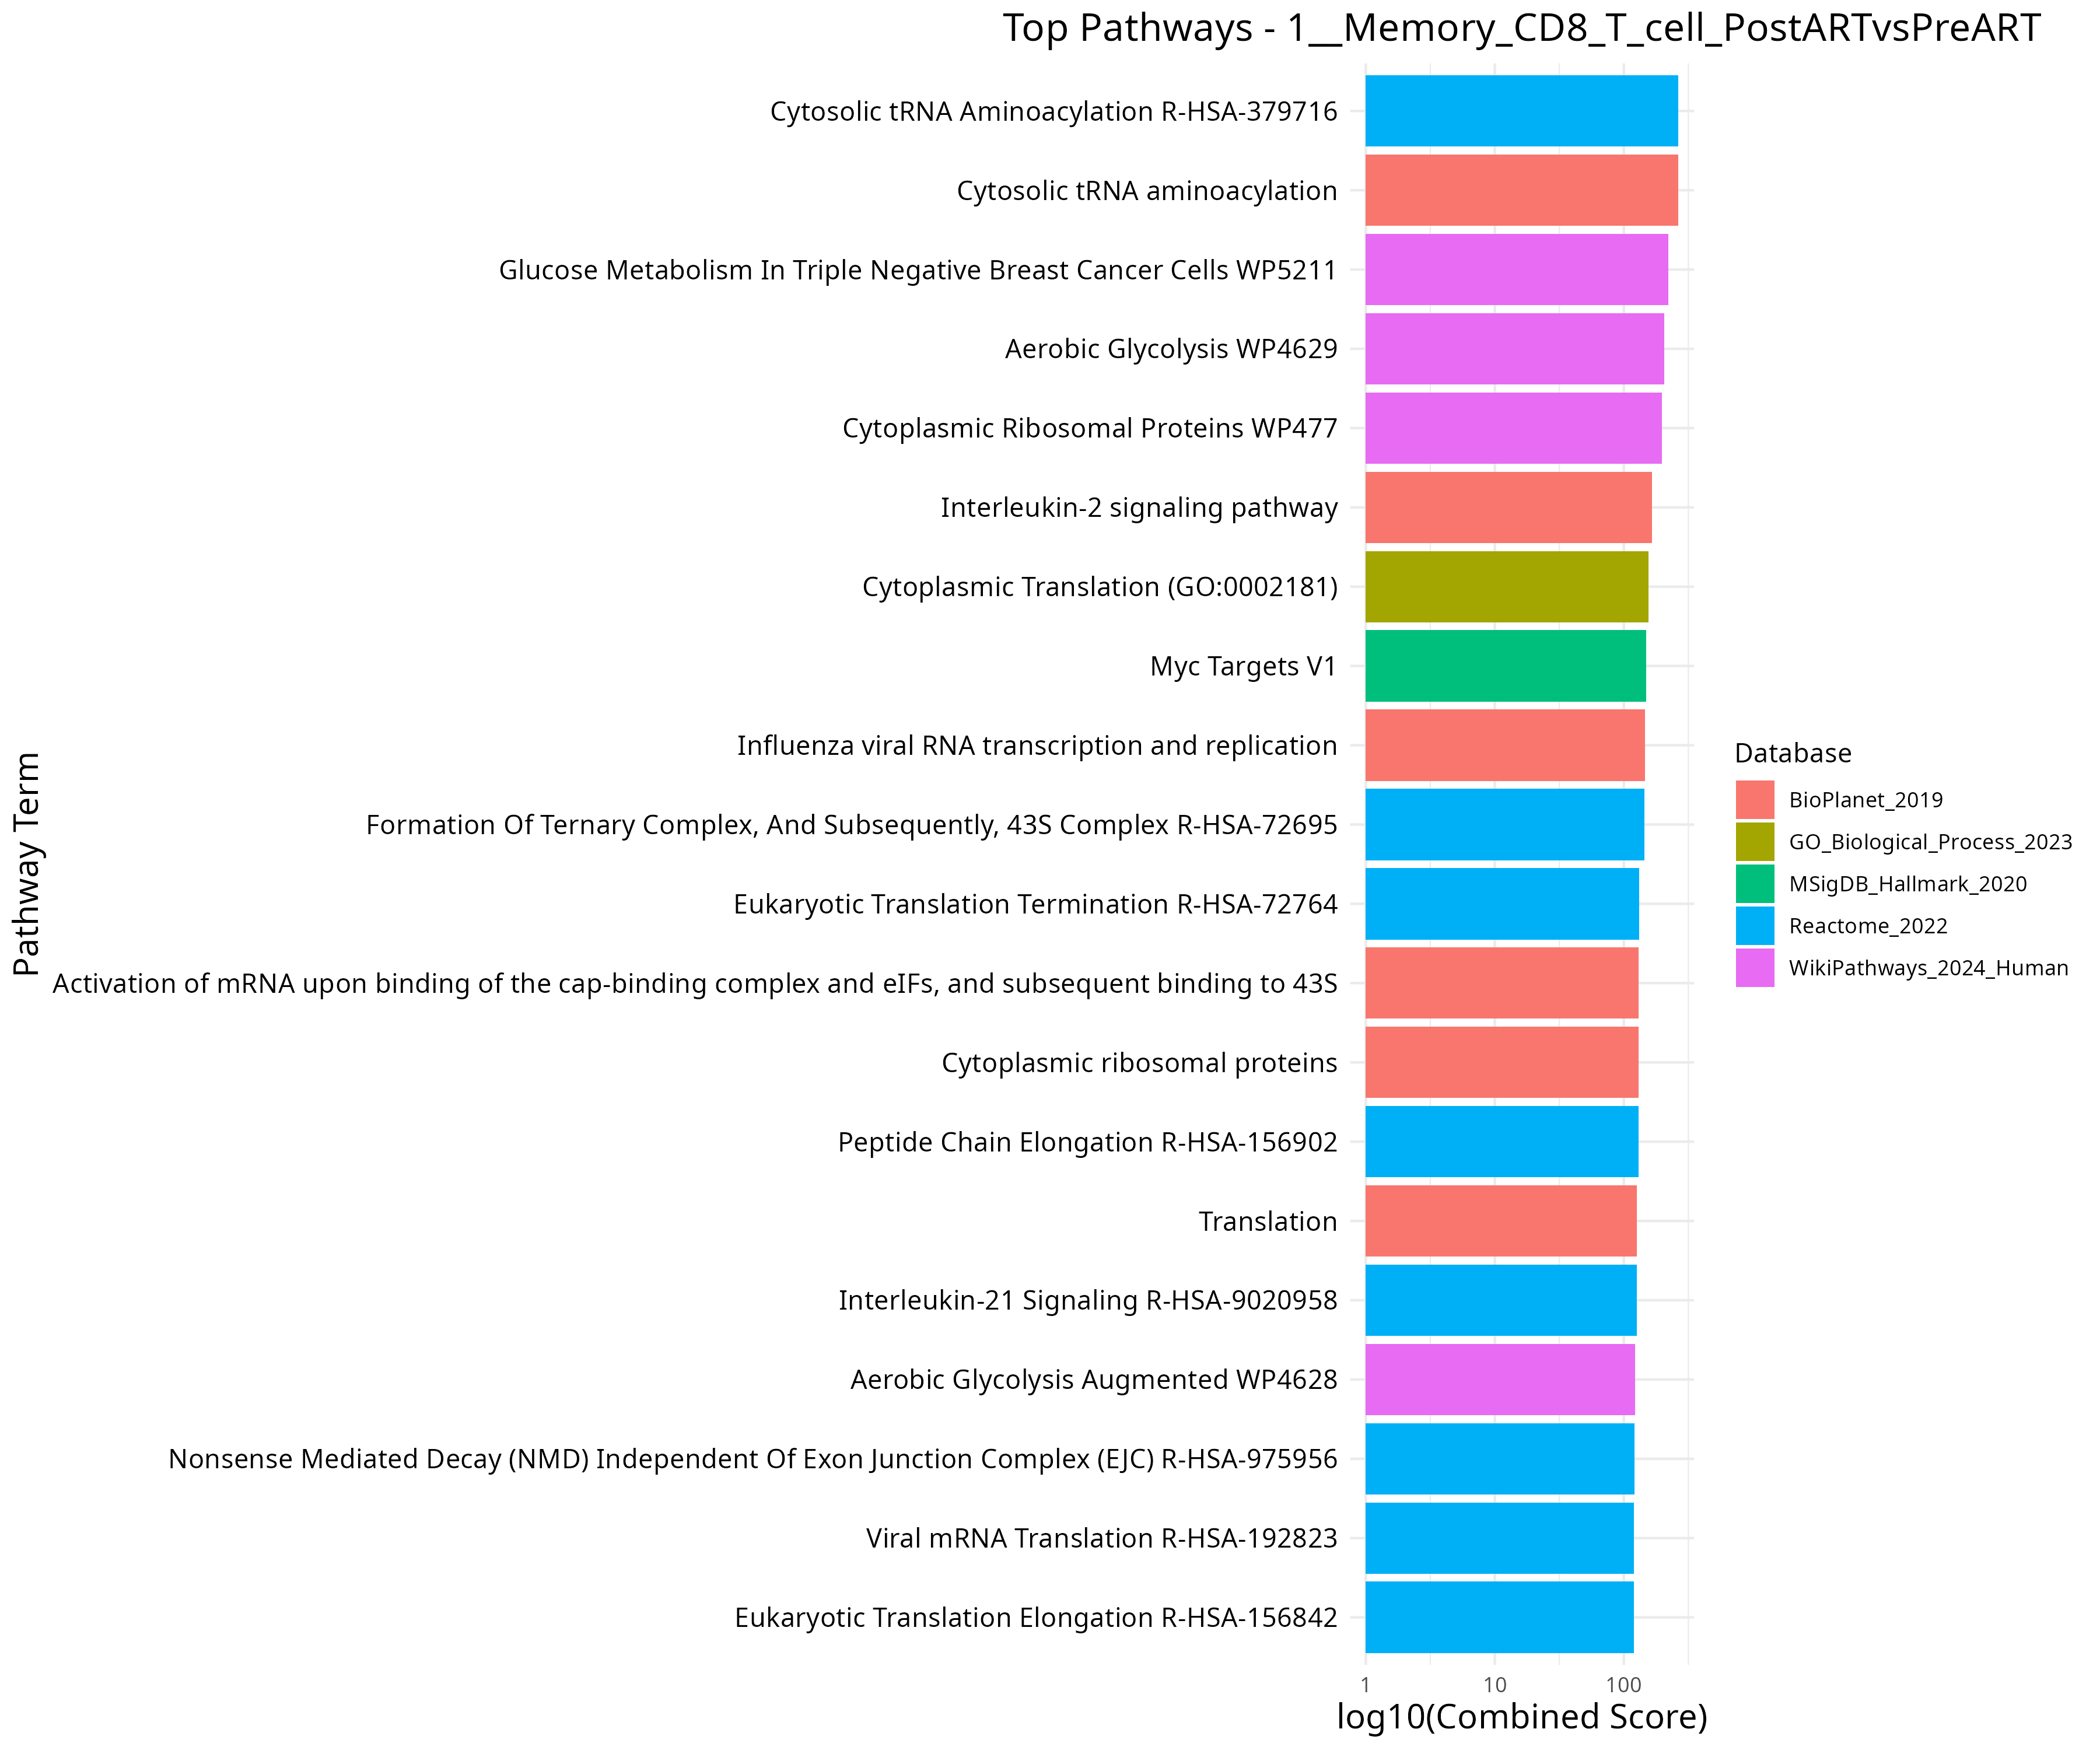 Top Pathways - 1__Memory_CD8_T_cell_PostARTvsPreART
Pathway Term
Cytosolic tRNA Aminoacylation R-HSA-379716
Cytosolic tRNA aminoacylation
Glucose Metabolism In Triple Negative Breast Cancer Cells WP5211
Aerobic Glycolysis WP4629
Cytoplasmic Ribosomal Proteins WP477
Interleukin-2 signaling pathway
Cytoplasmic Translation (GO:0002181)
Myc Targets V1
Influenza viral RNA transcription and replication
Formation Of Ternary Complex, And Subsequently, 43S Complex R-HSA-72695
Eukaryotic Translation Termination R-HSA-72764
Activation of mRNA upon binding of the cap-binding complex and eIFs, and subsequent binding to 43S
Cytoplasmic ribosomal proteins
Peptide Chain Elongation R-HSA-156902
Translation
Interleukin-21 Signaling R-HSA-9020958
Aerobic Glycolysis Augmented WP4628
Nonsense Mediated Decay (NMD) Independent Of Exon Junction Complex (EJC) R-HSA-975956
Viral mRNA Translation R-HSA-192823
Eukaryotic Translation Elongation R-HSA-156842
1 10 100
log10(Combined Score)
Database
BioPlanet_2019
GO_Biological_Process_2023
MSigDB_Hallmark_2020
Reactome_2022
WikiPathways_2024_Human